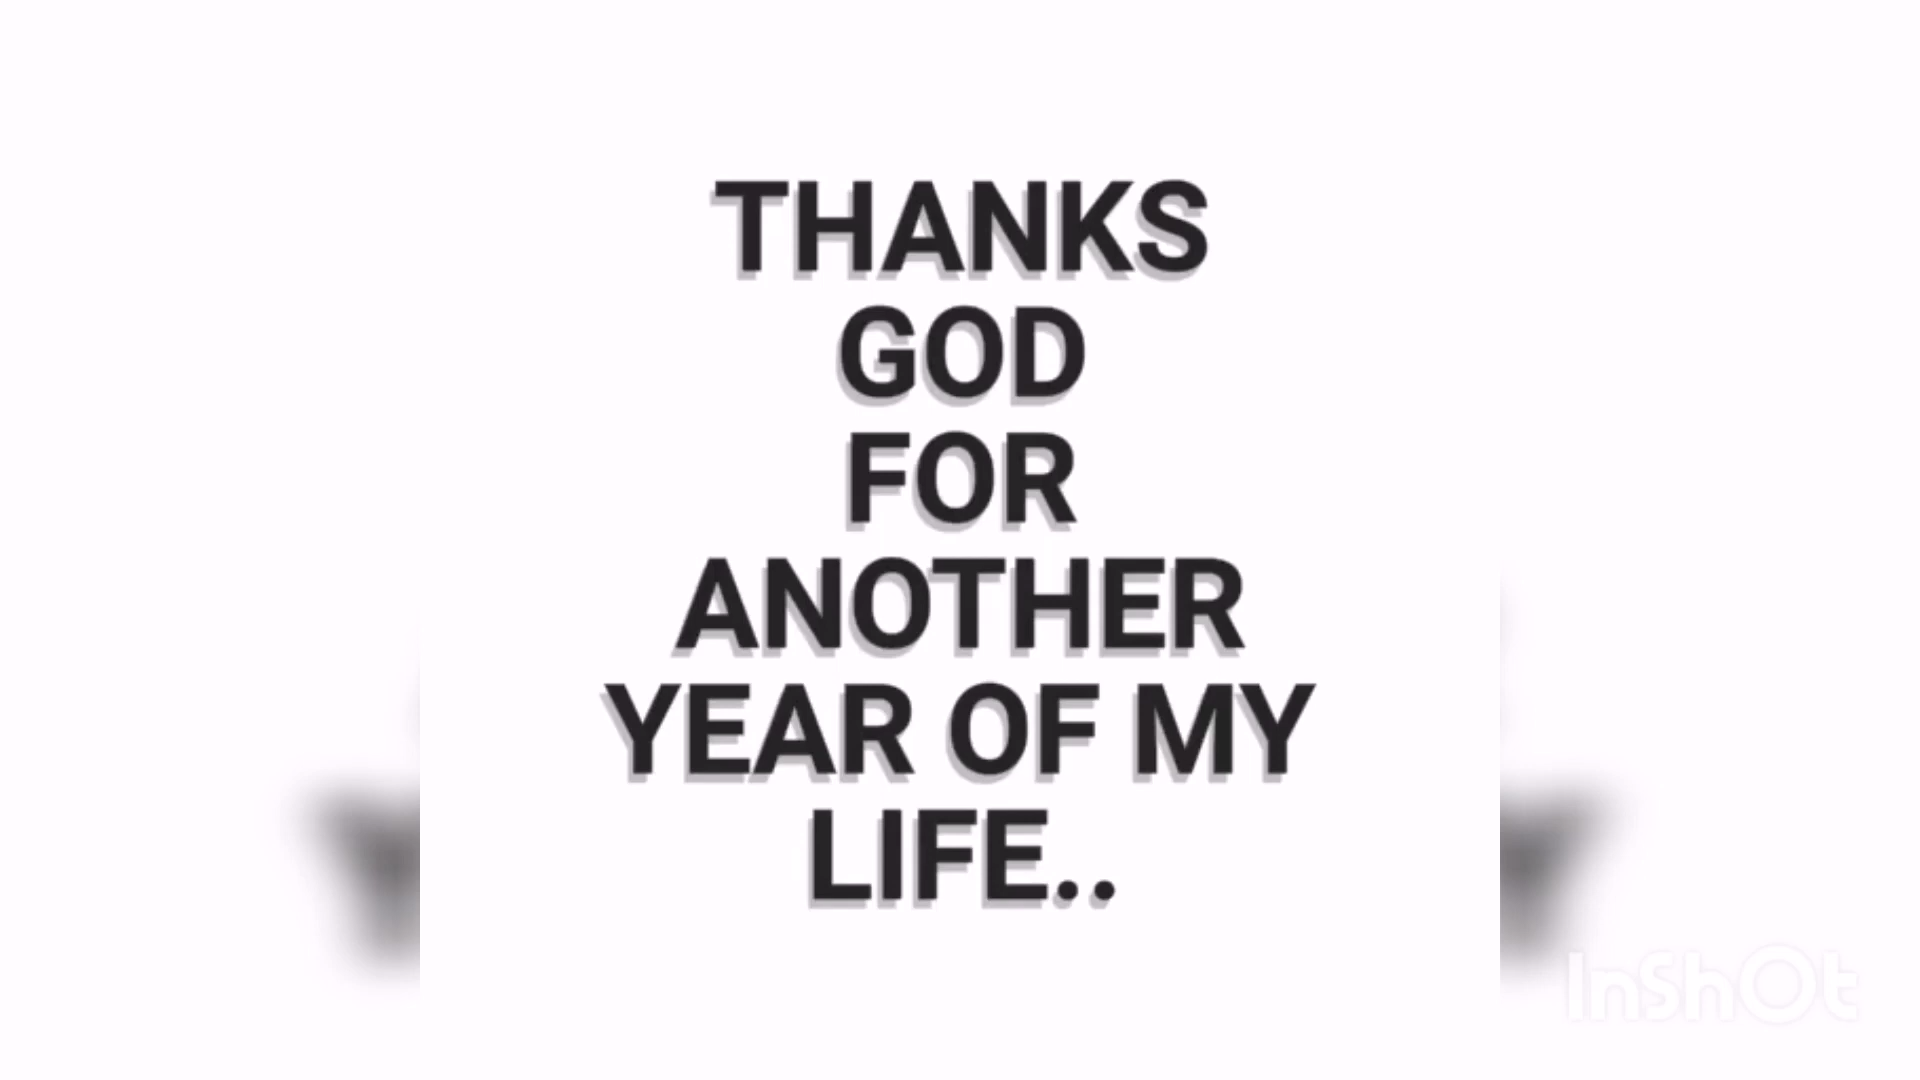 THANKS
GOD
FOR
ANOTHER
YEAR OF MY
LIFE..
InShOt